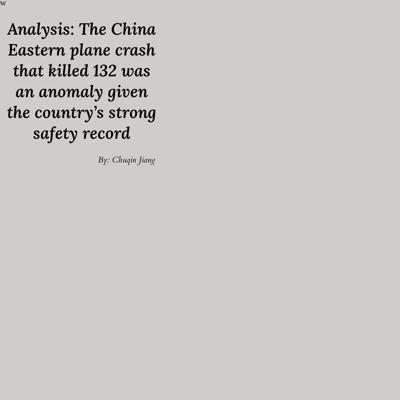 w
Analysis: The China
Eastern plane crash
that killed 132 was
an anomaly given
the country’s strong
safety record
By: Chuqin Jiang